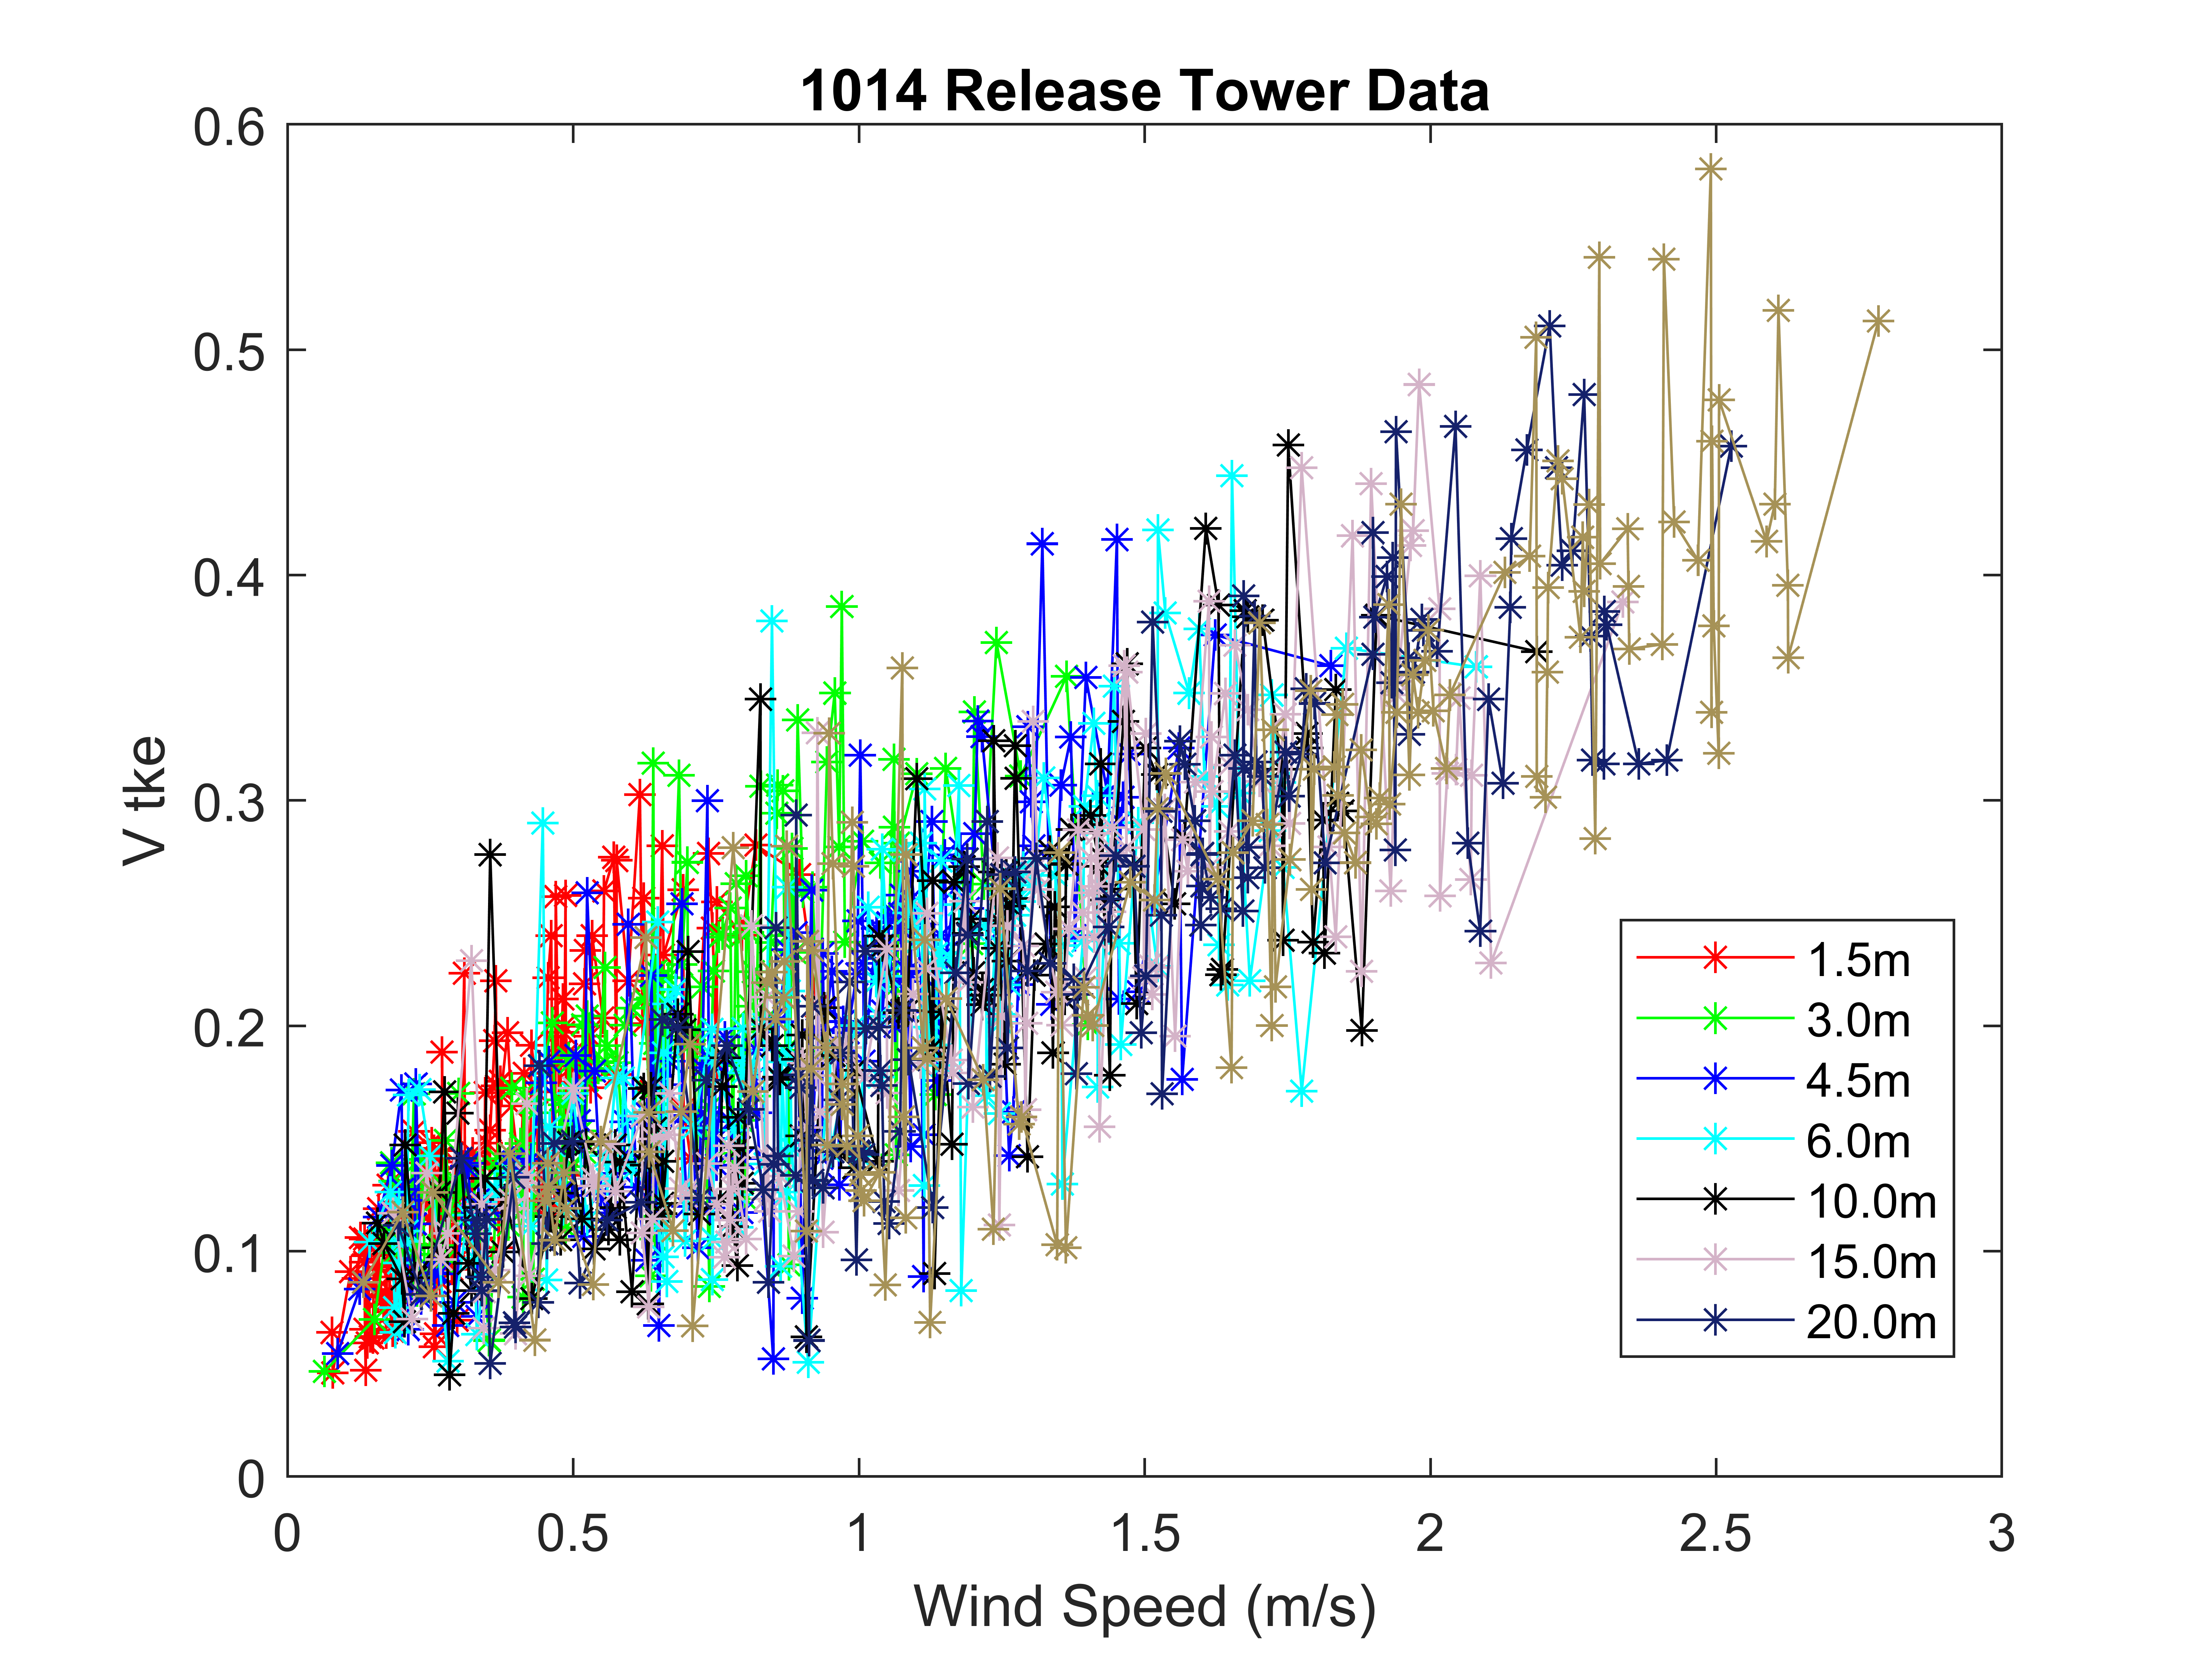 1014 Release Tower Data
0.6
0.5
0.4
0.3
0.2
0.1
0
V tke
0
0.5
1
1.5
2
2.5
3
Wind Speed (m/s)
1.5m
3.0m
4.5m
6.0m
10.0m
15.0m
20.0m